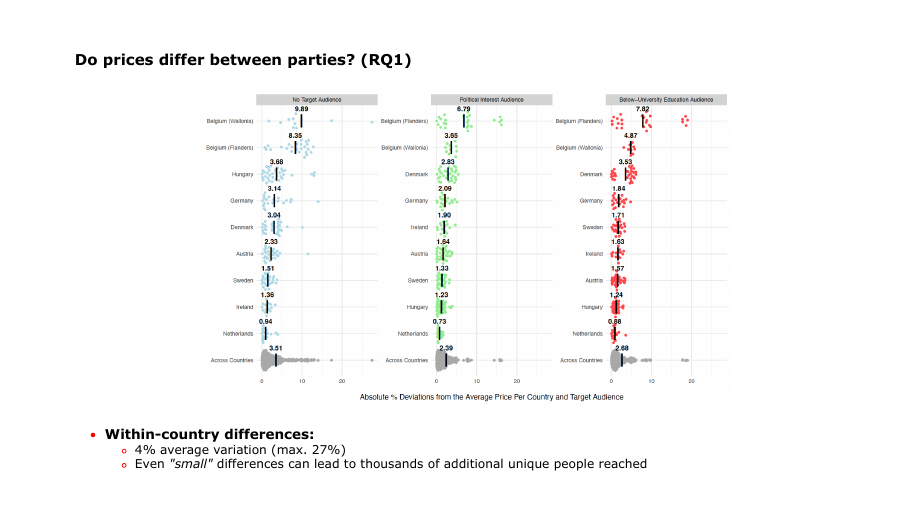 Do prices differ between parties? (RQ1)
No Target Audience
Belgium (Wallonia) 9.89
Belgium (Flanders) 8.35
Hungary 3.68
Germany 3.14
Denmark 3.04
Austria 2.33
Sweden 1.51
Ireland 1.36
Netherlands 0.94
Across Countries 3.51
0 10 20
Political Interest Audience
Belgium (Flanders) 6.79
Belgium (Wallonia) 3.65
Denmark 2.83
Germany 2.09
Ireland 1.90
Austria 1.64
Sweden 1.33
Hungary 1.23
Netherlands 0.73
Across Countries 2.39
0 10 20
Below-University Education Audience
Belgium (Flanders) 7.82
Belgium (Wallonia) 4.87
Denmark 3.53
Germany 1.84
Sweden 1.71
Ireland 1.63
Austria 1.57
Hungary 1.24
Netherlands 0.88
Across Countries 2.68
0 10 20
Absolute % Deviations from the Average Price Per Country and Target Audience
• Within-country differences:
4% average variation (max. 27%)
Even "small" differences can lead to thousands of additional unique people reached